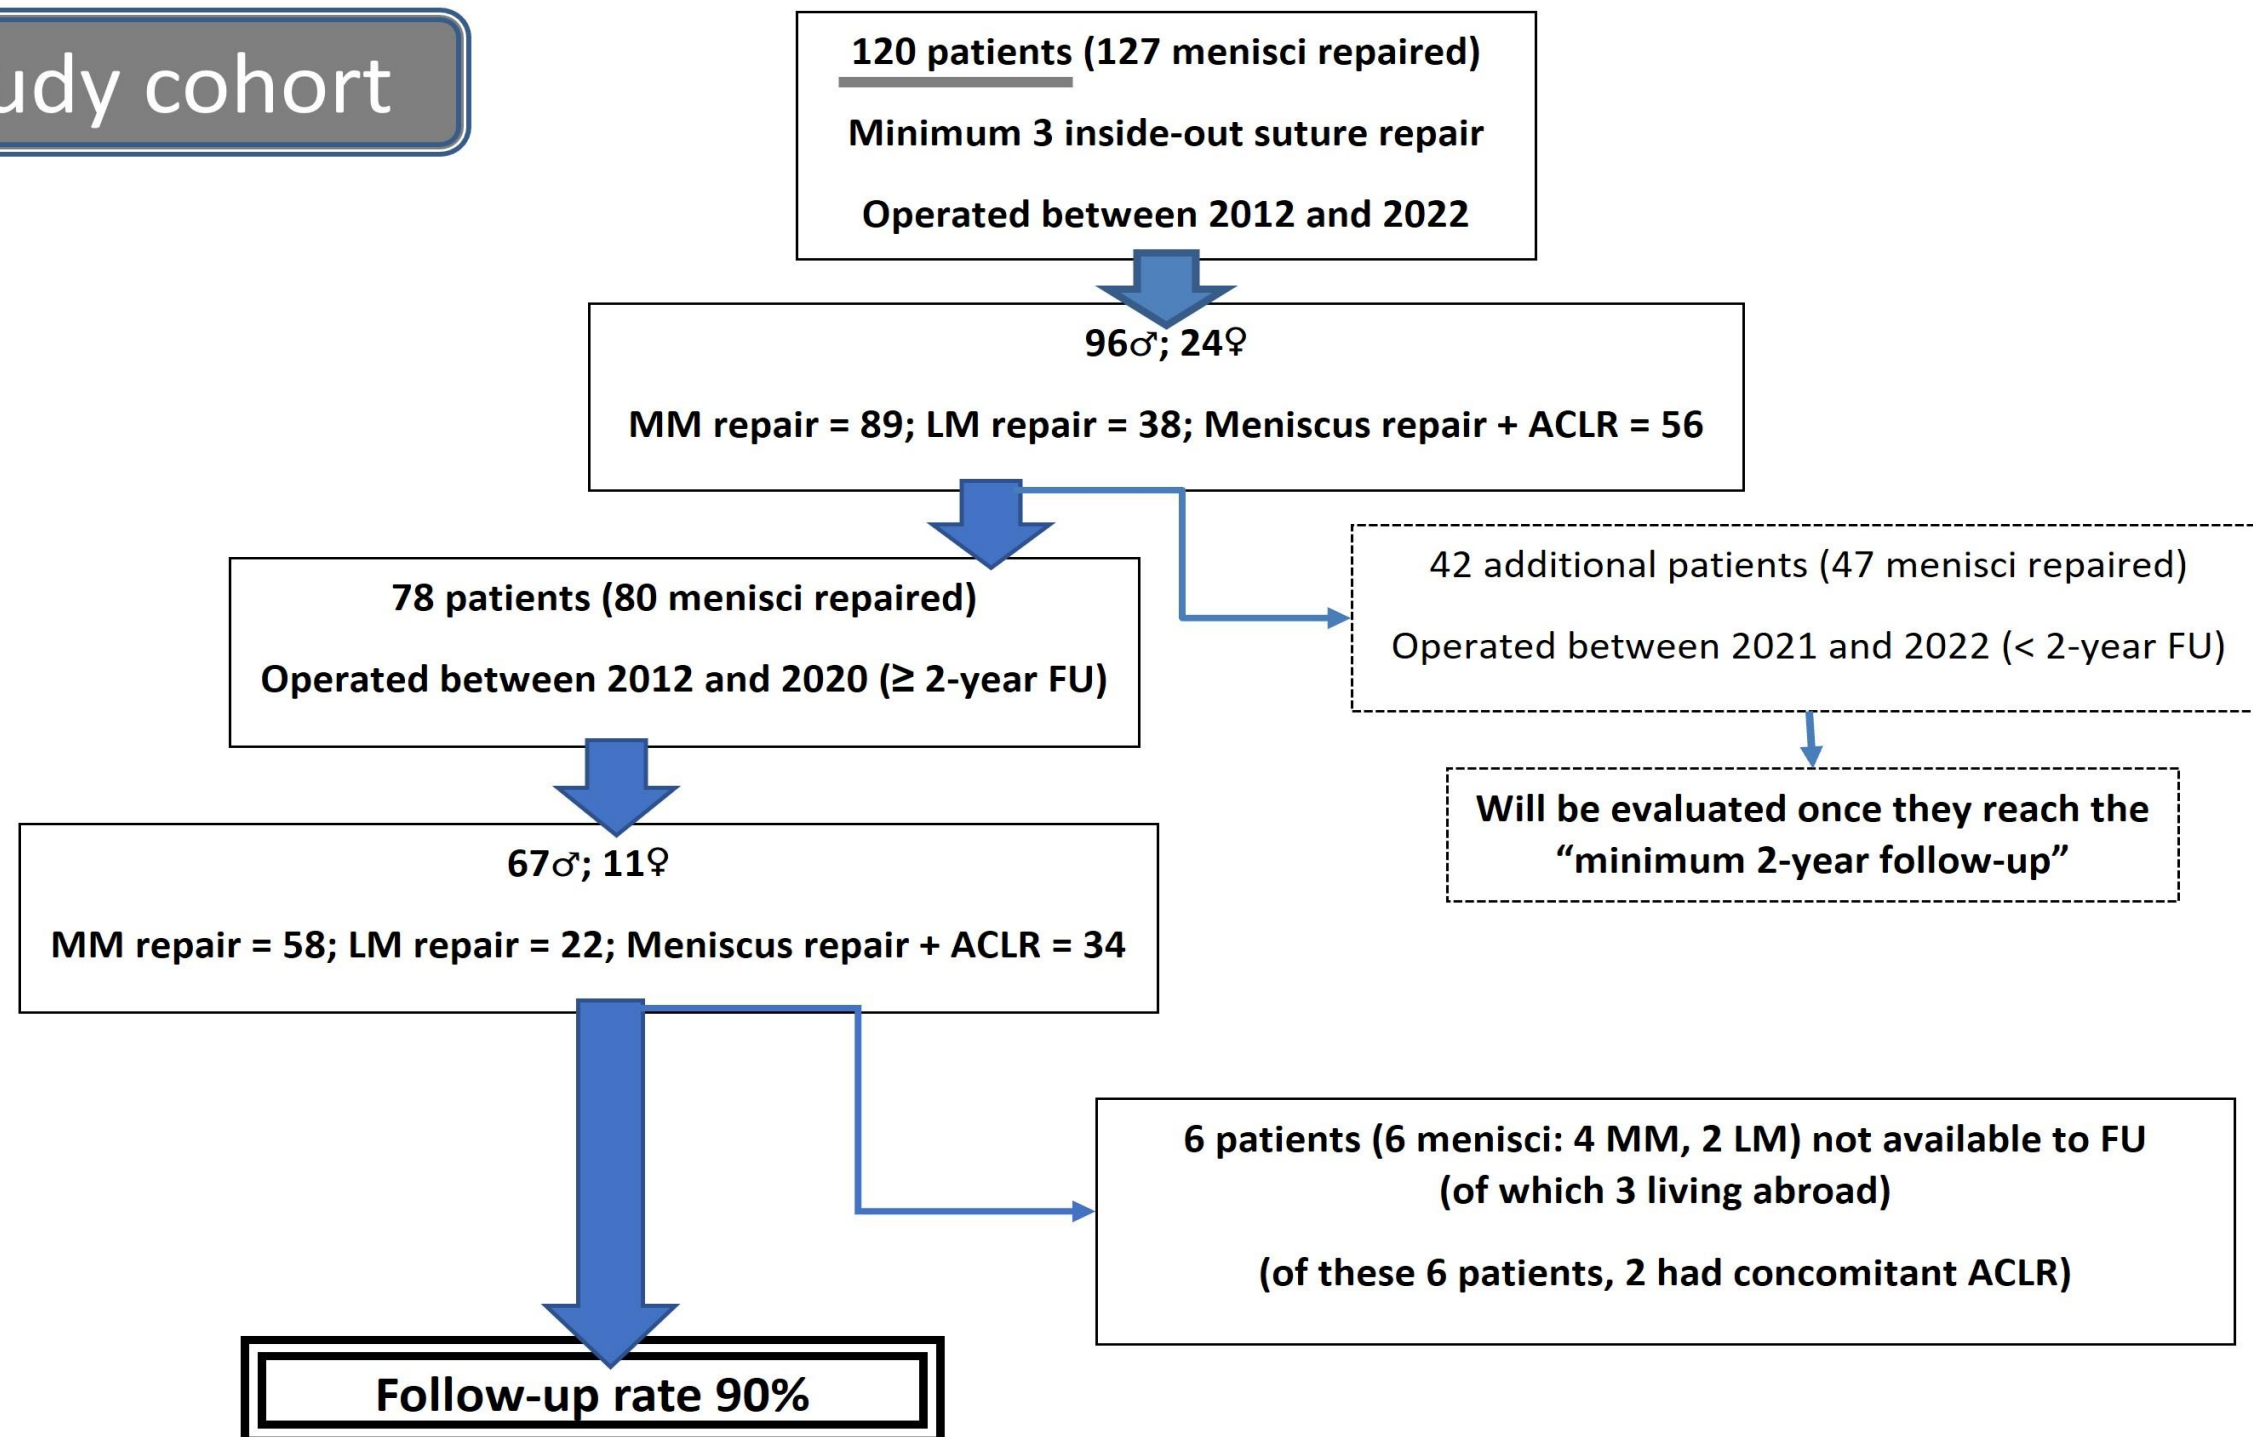 udy cohort
120 patients (127 menisci repaired)
Minimum 3 inside-out suture repair
Operated between 2012 and 2022
96♂; 24♀
MM repair = 89; LM repair = 38; Meniscus repair + ACLR = 56
78 patients (80 menisci repaired)
Operated between 2012 and 2020 (≥ 2-year FU)
42 additional patients (47 menisci repaired)
Operated between 2021 and 2022 (< 2-year FU)
Will be evaluated once they reach the
“minimum 2-year follow-up”
67♂; 11♀
MM repair = 58; LM repair = 22; Meniscus repair + ACLR = 34
6 patients (6 menisci: 4 MM, 2 LM) not available to FU
(of which 3 living abroad)
(of these 6 patients, 2 had concomitant ACLR)
Follow-up rate 90%